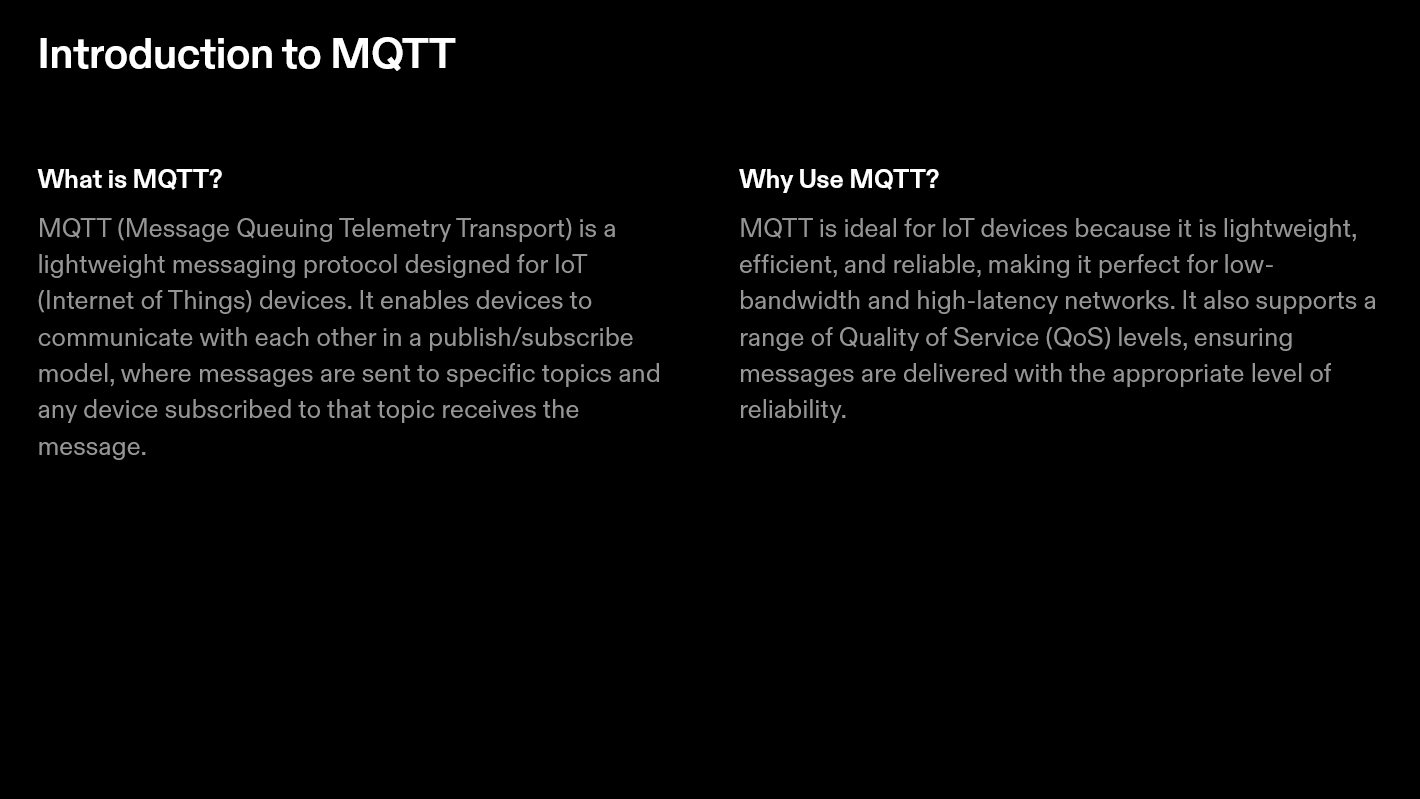 Introduction to MQTT
What is MQTT?
MQTT (Message Queuing Telemetry Transport) is a
lightweight messaging protocol designed for IoT
(Internet of Things) devices. It enables devices to
communicate with each other in a publish/subscribe
model, where messages are sent to specific topics and
any device subscribed to that topic receives the
message.
Why Use MQTT?
MQTT is ideal for IoT devices because it is lightweight,
efficient, and reliable, making it perfect for low-
bandwidth and high-latency networks. It also supports a
range of Quality of Service (QoS) levels, ensuring
messages are delivered with the appropriate level of
reliability.